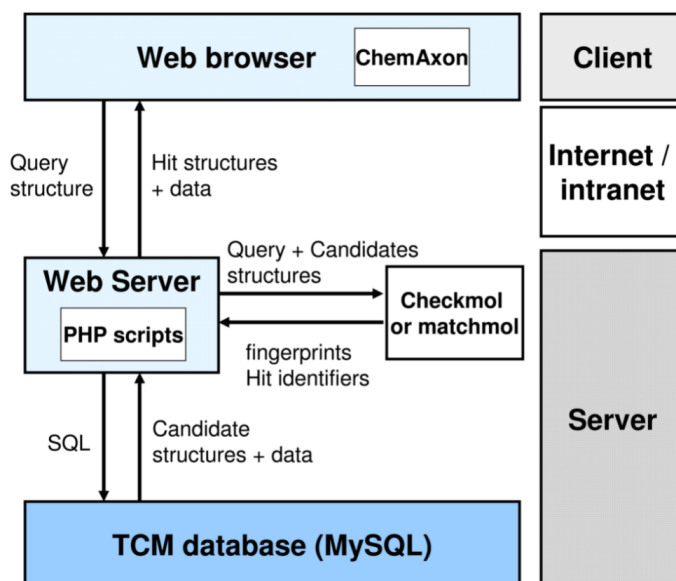 Web browser
ChemAxon
Client
Query
structure
Hit structures
+ data
Internet /
intranet
Web Server
PHP scripts
Query + Candidates
structures
Checkmol
or matchmol
fingerprints
Hit identifiers
SQL
Candidate
structures + data
Server
TCM database (MySQL)